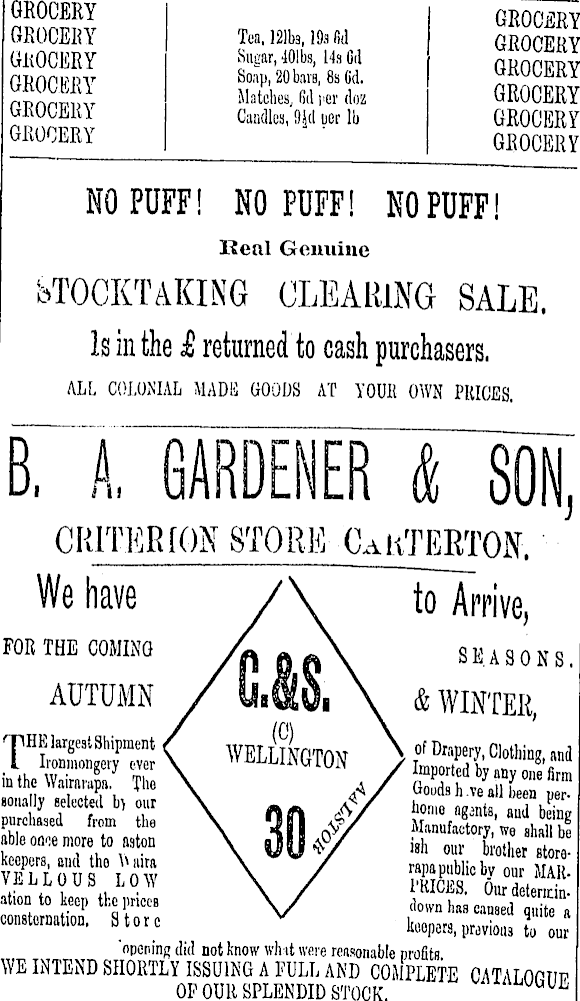 GROCERY
GROCERY
GROCERY
GROCERY
GROCERY
GROCERY
Tea, 12lbs, 19s 6d
Sugar, 40lbs, 14s 6d
Soap, 20 bars, 8s 6d.
Matches, 6d per doz
Candles, 9½d per lb
GROCERY
GROCERY
GROCERY
GROCERY
GROCERY
GROCERY
NO PUFF! NO PUFF! NO PUFF!
Real Genuine
STOCKTAKING CLEARING SALE.
1s in the £ returned to cash purchasers.
ALL COLONIAL MADE GOODS AT YOUR OWN PRICES.
B. A. GARDENER & SON,
CRITERION STORE CARTERTON.
We have to Arrive,
FOR THE COMING SEASONS.
AUTUMN & WINTER,
G.&S.
(C)
WELLINGTON
30
AALSTOR
THE largest Shipment of Drapery, Clothing, and
Ironmongery ever Imported by any one firm
in the Wairarapa. The Goods have all been per-
sonally selected by our home agents, and being
purchased from the Manufactory, we shall be
able once more to aston ish our brother store-
keepers, and the Waira rapa public by our MAR-
VELLOUS LOW PRICES. Our determin-
ation to keep the prices down has caused quite a
consternation. Store keepers, previous to our
opening did not know what were reasonable profits.
WE INTEND SHORTLY ISSUING A FULL AND COMPLETE CATALOGUE
OF OUR SPLENDID STOCK.